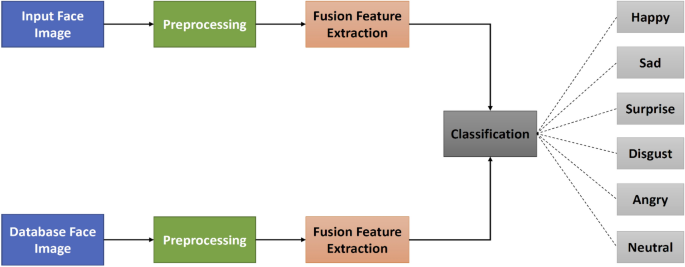 Input Face
Image
Preprocessing
Fusion Feature
Extraction
Happy
Sad
Surprise
Classification
Disgust
Angry
Neutral
Database Face
Image
Preprocessing
Fusion Feature
Extraction